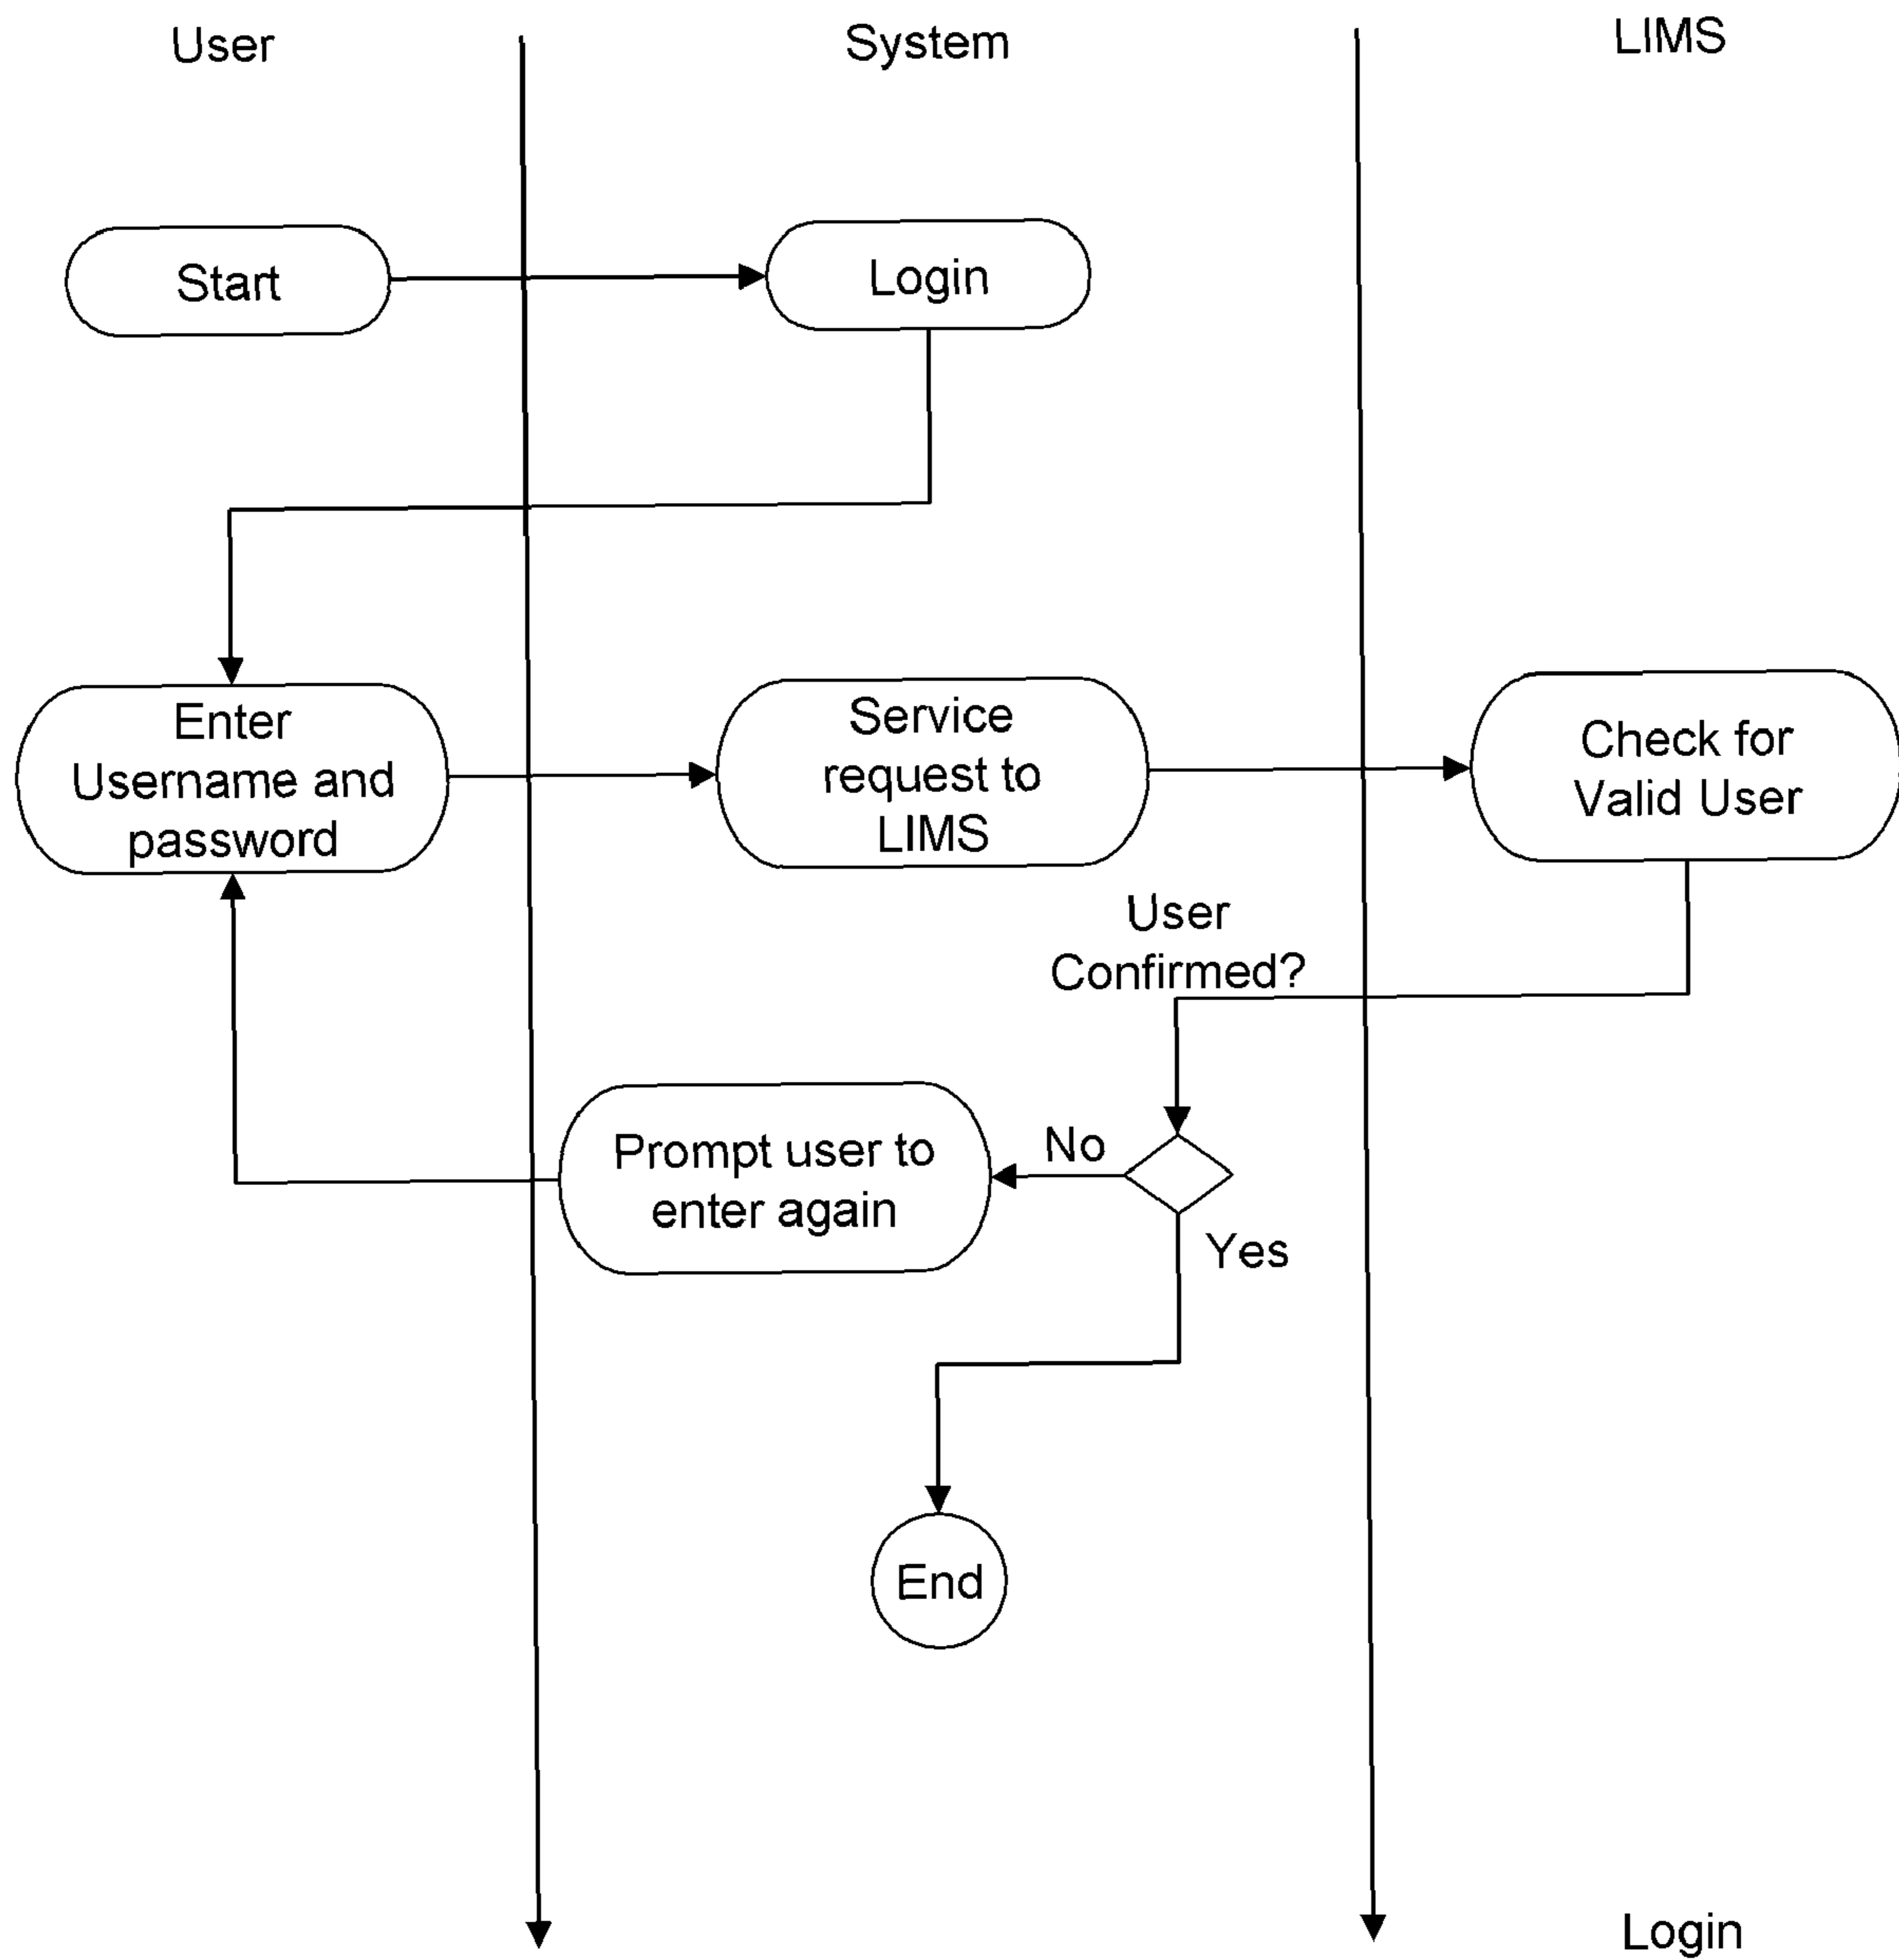 User
System
LIMS
Start
Login
Enter
Username and
password
Service
request to
LIMS
Check for
Valid User
User
Confirmed?
Prompt user to
enter again
No
Yes
End
Login